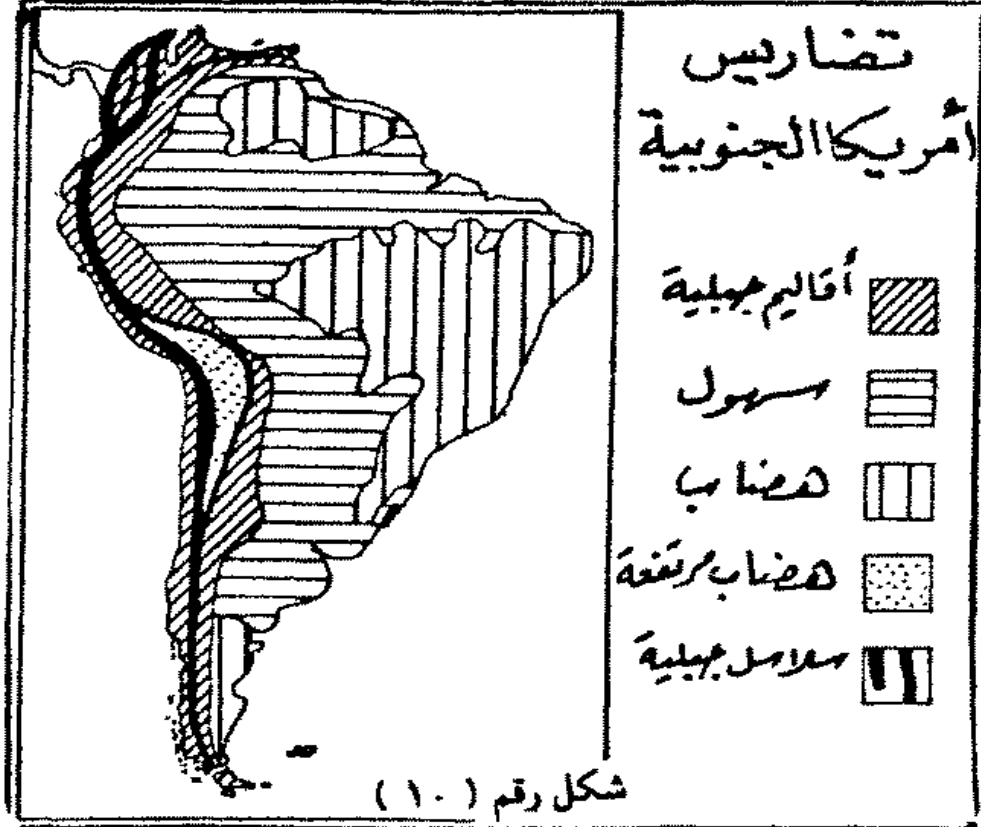 تضاريس
أمريكا الجنوبية
أقاليم جبلية
سهول
هضاب
هضاب مرتفعة
سلاسل جبلية
شكل رقم ( ١٠ )